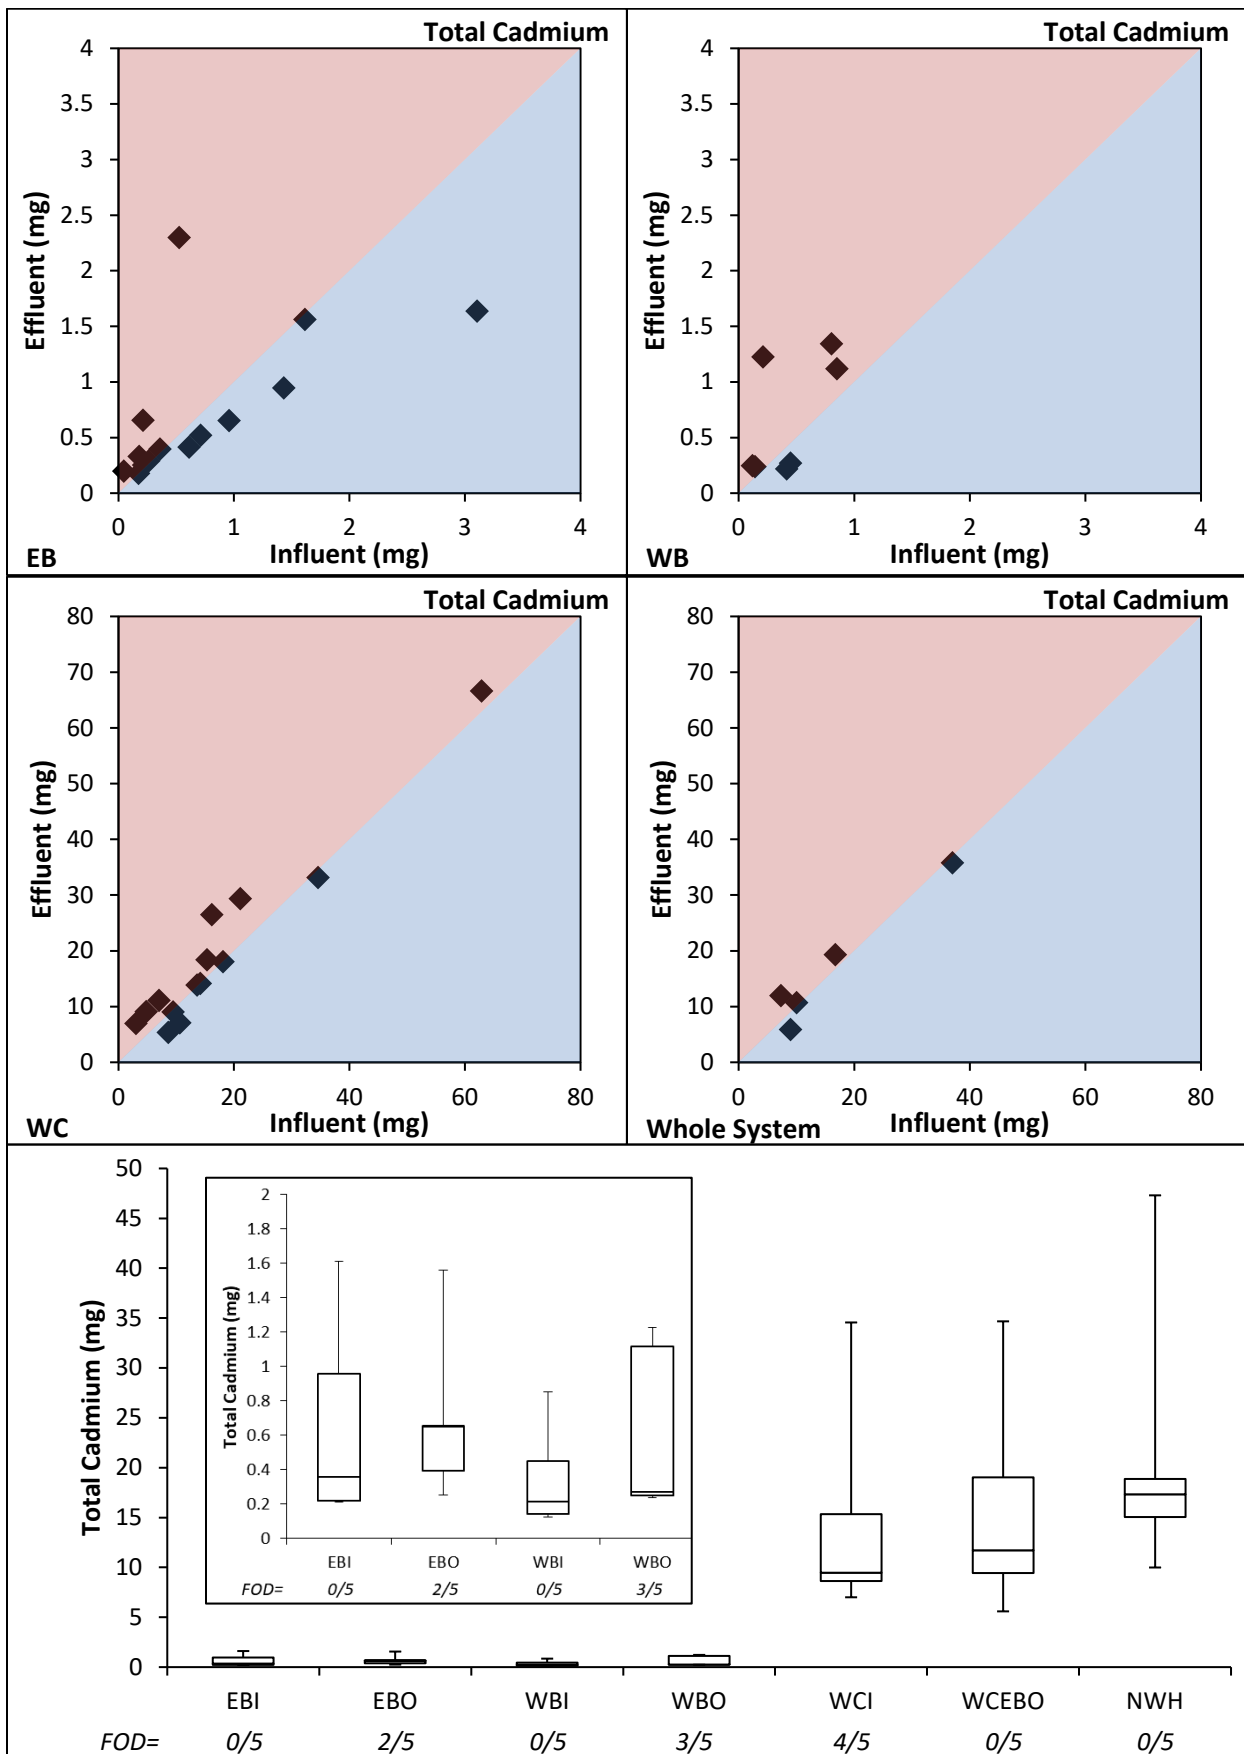 Total Cadmium
4
3.5
3
2.5
2
1.5
1
0.5
0
Effluent (mg)
0 1 2 3 4
Influent (mg)
EB
Total Cadmium
4
3.5
3
2.5
2
1.5
1
0.5
0
Effluent (mg)
0 1 2 3 4
Influent (mg)
WB
Total Cadmium
80
70
60
50
40
30
20
10
0
Effluent (mg)
0 20 40 60 80
Influent (mg)
WC
Total Cadmium
80
70
60
50
40
30
20
10
0
Effluent (mg)
0 20 40 60 80
Influent (mg)
Whole System
50
45
40
35
30
25
20
15
10
5
0
Total Cadmium (mg)
2
1.8
1.6
1.4
1.2
1
0.8
0.6
0.4
0.2
0
Total Cadmium (mg)
EBI EBO WBI WBO
FOD= 0/5 2/5 0/5 3/5
EBI EBO WBI WBO WCI WCEBO NWH
FOD= 0/5 2/5 0/5 3/5 4/5 0/5 0/5